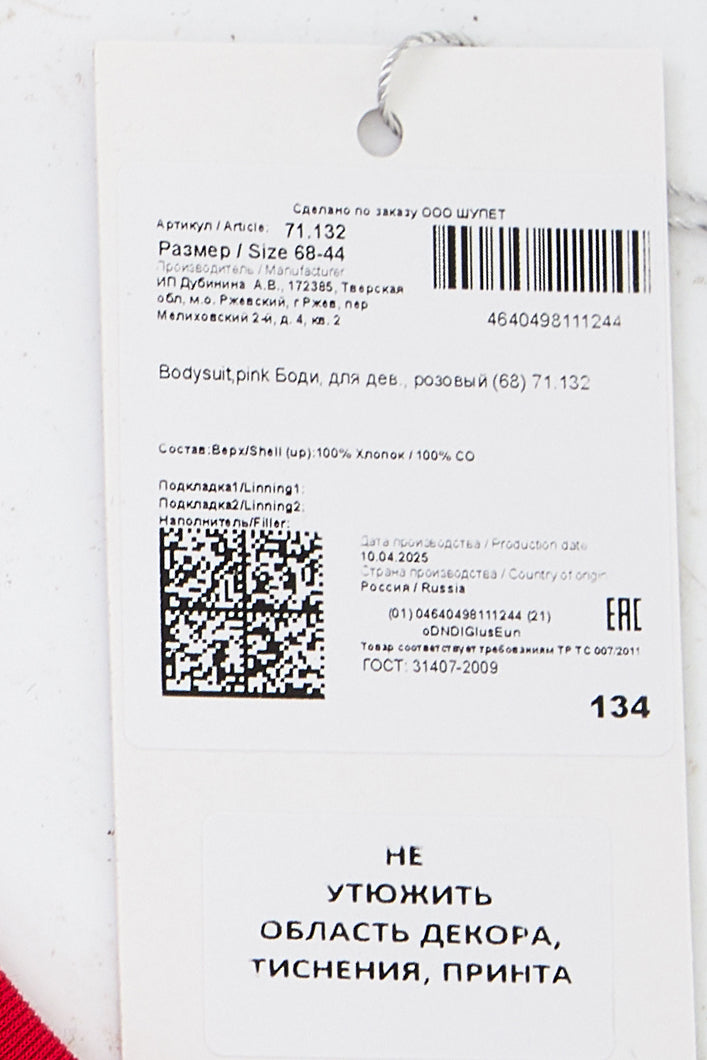 Сделано по заказу ООО ШУПЕТ
Артикул / Article: 71.132
Размер / Size 68-44
Производитель / Manufacturer
ИП Дубинина А.В., 172385, Тверская
обл, м.о. Ржевский, г Ржев, пер
Мелиховский 2-й, д. 4, кв. 2
4640498111244
Bodysuit,pink Боди, для дев., розовый (68) 71.132
Состав:Верх/Shell (up):100% Хлопок / 100% CO
Подкладка1/Linning1:
Подкладка2/Linning2:
Наполнитель/Filler:
Дата производства / Production date
10.04.2025
Страна производства / Country of origin
Россия / Russia
(01)04640498111244 (21)
oDNDIGlusEun
EAC
Товар соответствует требованиям ТР ТС 007/2011
ГОСТ: 31407-2009
134
НЕ
УТЮЖИТЬ
ОБЛАСТЬ ДЕКОРА,
ТИСНЕНИЯ, ПРИНТА